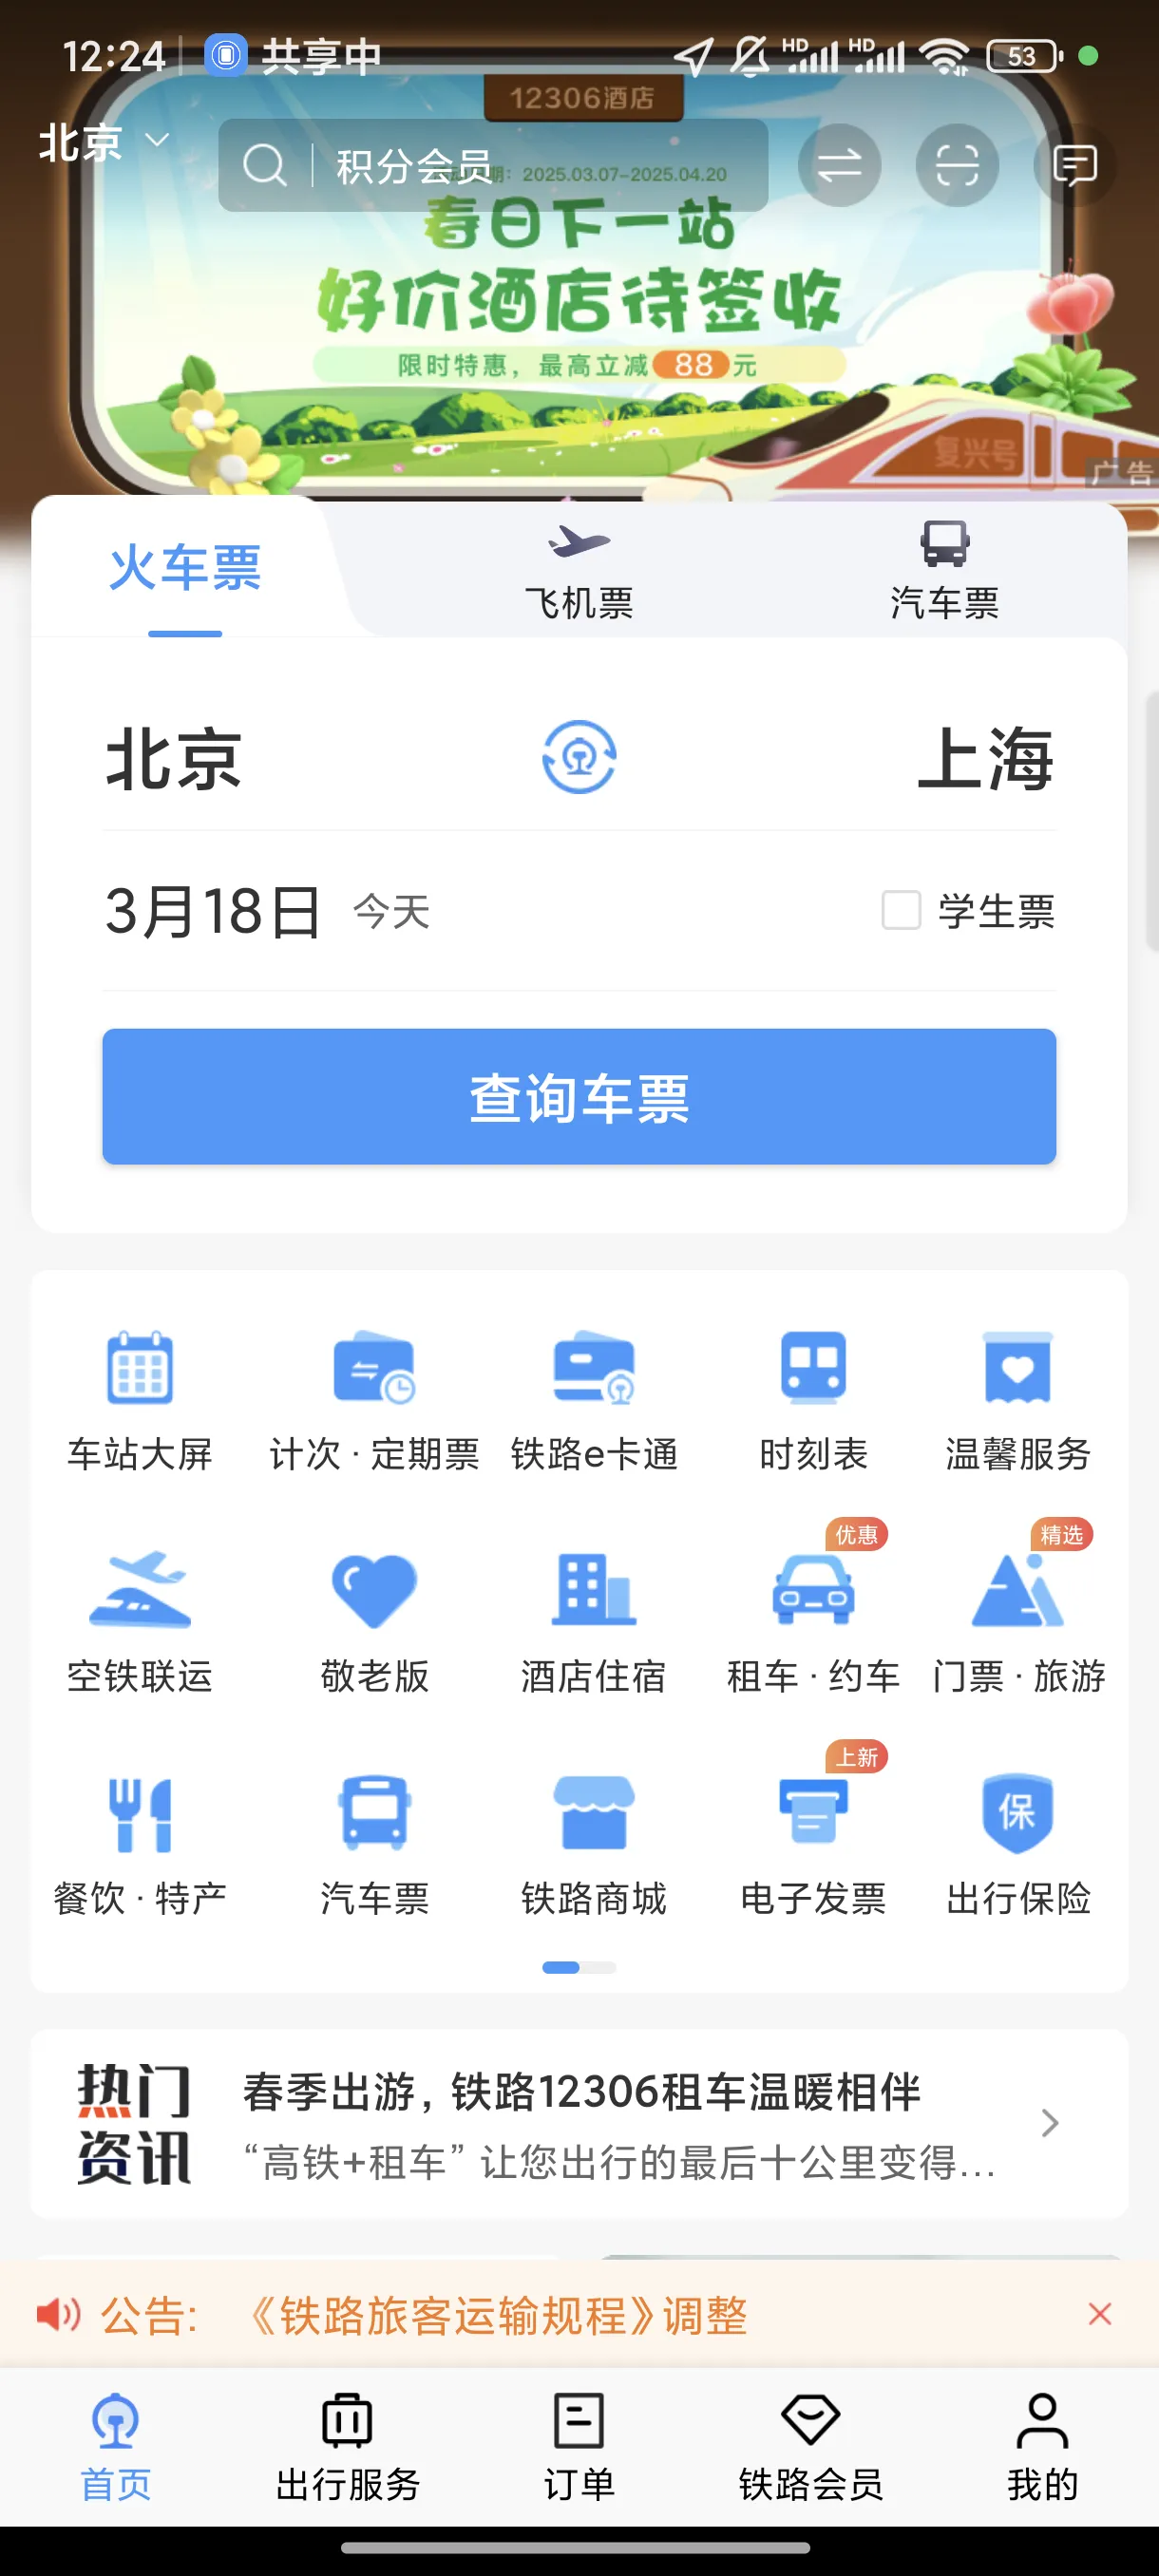 12:24
共享中
HD
HD
53
12306酒店
北京
积分会员
期：2025.03.07-2025.04.20
春日下一站
好价酒店待签收
限时特惠，最高立减88元
复兴号
广告
火车票
飞机票
汽车票
北京
上海
3月18日 今天
学生票
查询车票
车站大屏
计次·定期票
铁路e卡通
时刻表
温馨服务
优惠
精选
空铁联运
敬老版
酒店住宿
租车·约车
门票·旅游
上新
保
餐饮·特产
汽车票
铁路商城
电子发票
出行保险
热门
资讯
春季出游，铁路12306租车温暖相伴
“高铁+租车” 让您出行的最后十公里变得...
公告: 《铁路旅客运输规程》调整
首页
出行服务
订单
铁路会员
我的